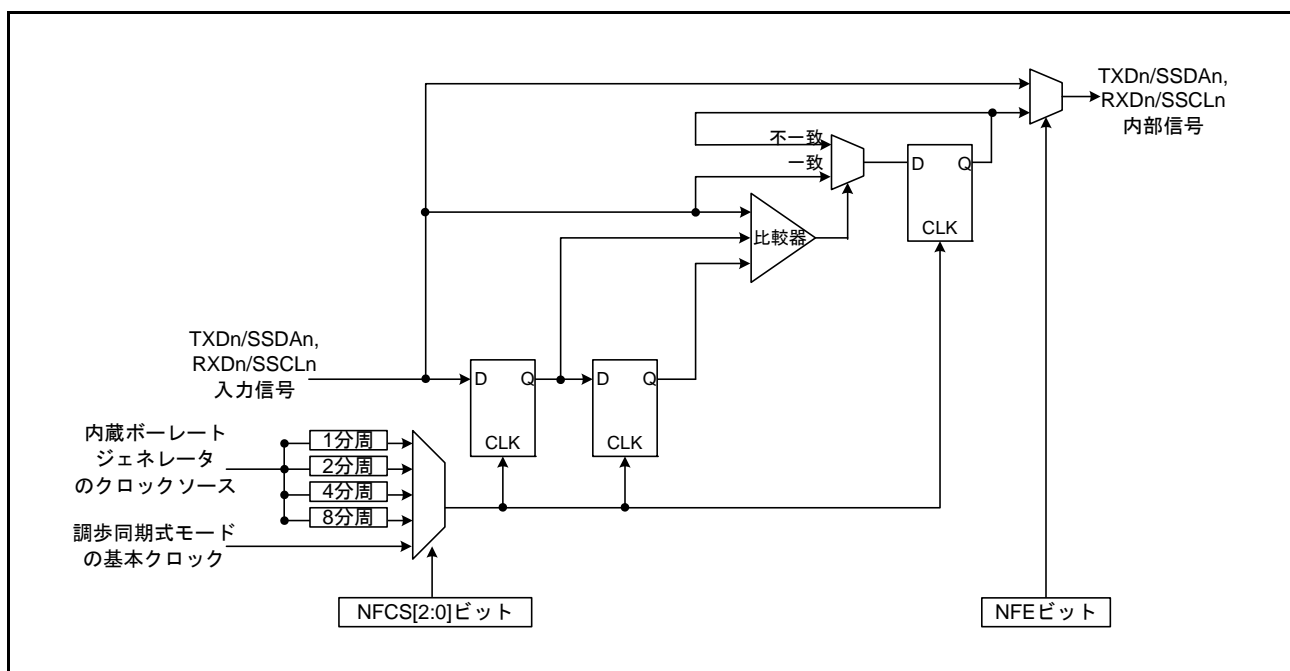 TXDn/SSDAn,
RXDn/SSCLn
内部信号
不一致
一致
D
Q
CLK
比較器
TXDn/SSDAn,
RXDn/SSCLn
入力信号
D
Q
CLK
D
Q
CLK
内蔵ボーレート
ジェネレータ
のクロックソース
1分周
2分周
4分周
8分周
調歩同期式モード
の基本クロック
NFCS[2:0]ビット
NFEビット